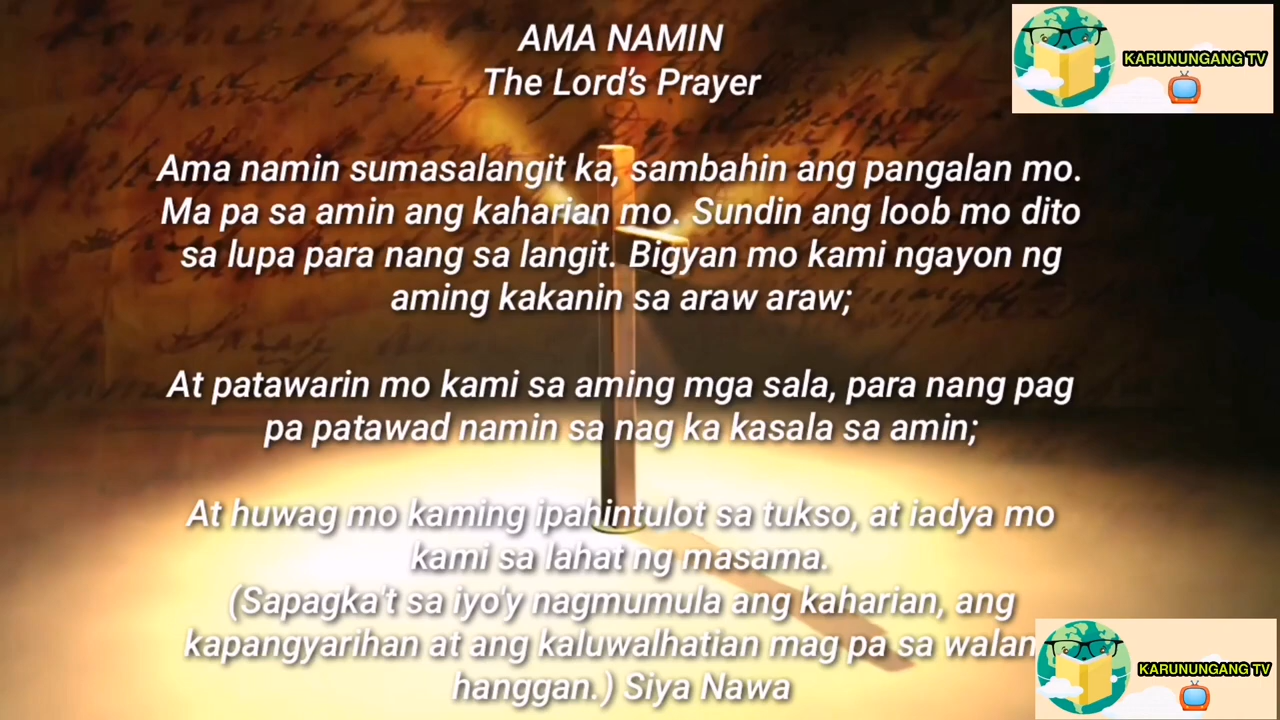 AMA NAMIN
The Lord's Prayer
KARUNUNGANG TV
Ama namin sumasalangit ka, sambahin ang pangalan mo.
Ma pa sa amin ang kaharian mo. Sundin ang loob mo dito
sa lupa para nang sa langit. Bigyan mo kami ngayon ng
aming kakanin sa araw araw;
At patawarin mo kami sa aming mga sala, para nang pag
pa patawad namin sa nag ka kasala sa amin;
At huwag mo kaming ipahintulot sa tukso, at iadya mo
kami sa lahat ng masama.
(Sapagka't sa iyo'y nagmumula ang kaharian, ang
kapangyarihan at ang kaluwalhatian mag pa sa walan
hanggan.) Siya Nawa
KARUNUNGANG TV